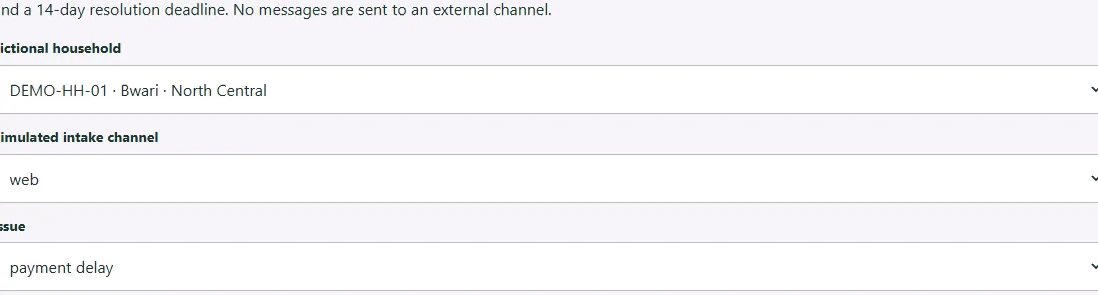 nd a 14-day resolution deadline. No messages are sent to an external channel.
ictional household
DEMO-HH-01 · Bwari · North Central
imulated intake channel
web
ssue
payment delay